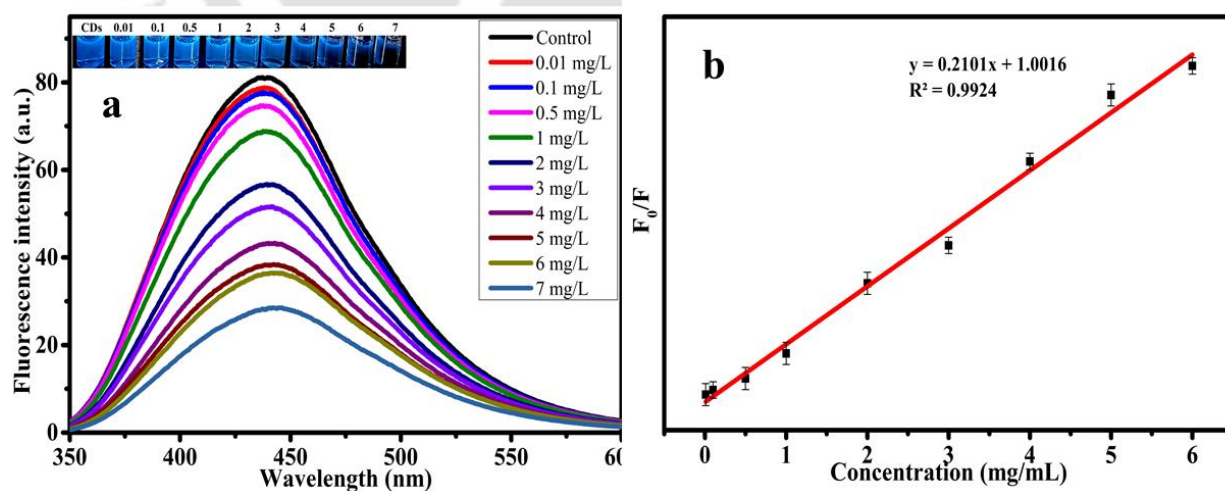 CDs 0.01 0.1 0.5 1 2 3 4 5 6 7
a
Control
0.01 mg/L
0.1 mg/L
0.5 mg/L
1 mg/L
2 mg/L
3 mg/L
4 mg/L
5 mg/L
6 mg/L
7 mg/L
Fluorescence intensity (a.u.)
80
60
40
20
0
350 400 450 500 550 60
Wavelength (nm)
b
y = 0.2101x + 1.0016
R² = 0.9924
F₀/F
0 1 2 3 4 5 6
Concentration (mg/mL)